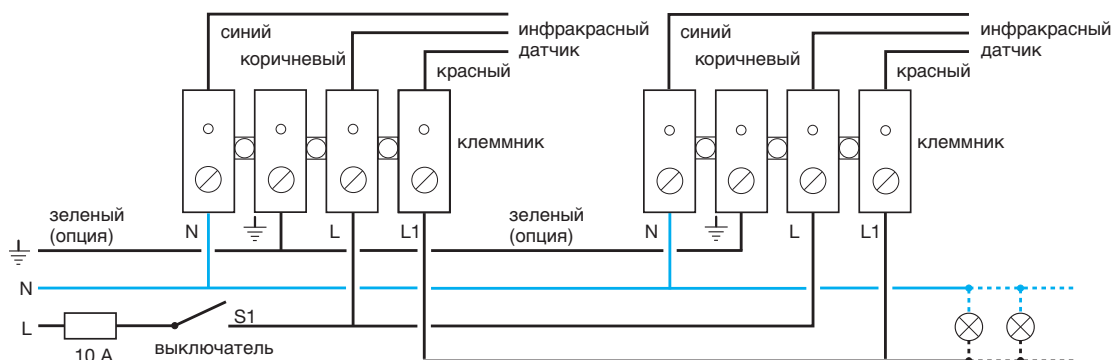 синий
коричневый
красный
инфракрасный
датчик
клеммник
синий
коричневый
красный
инфракрасный
датчик
клеммник
зеленый
(опция)
N
L
L1
зеленый
(опция)
N
L
L1
N
L
S1
10 А
выключатель